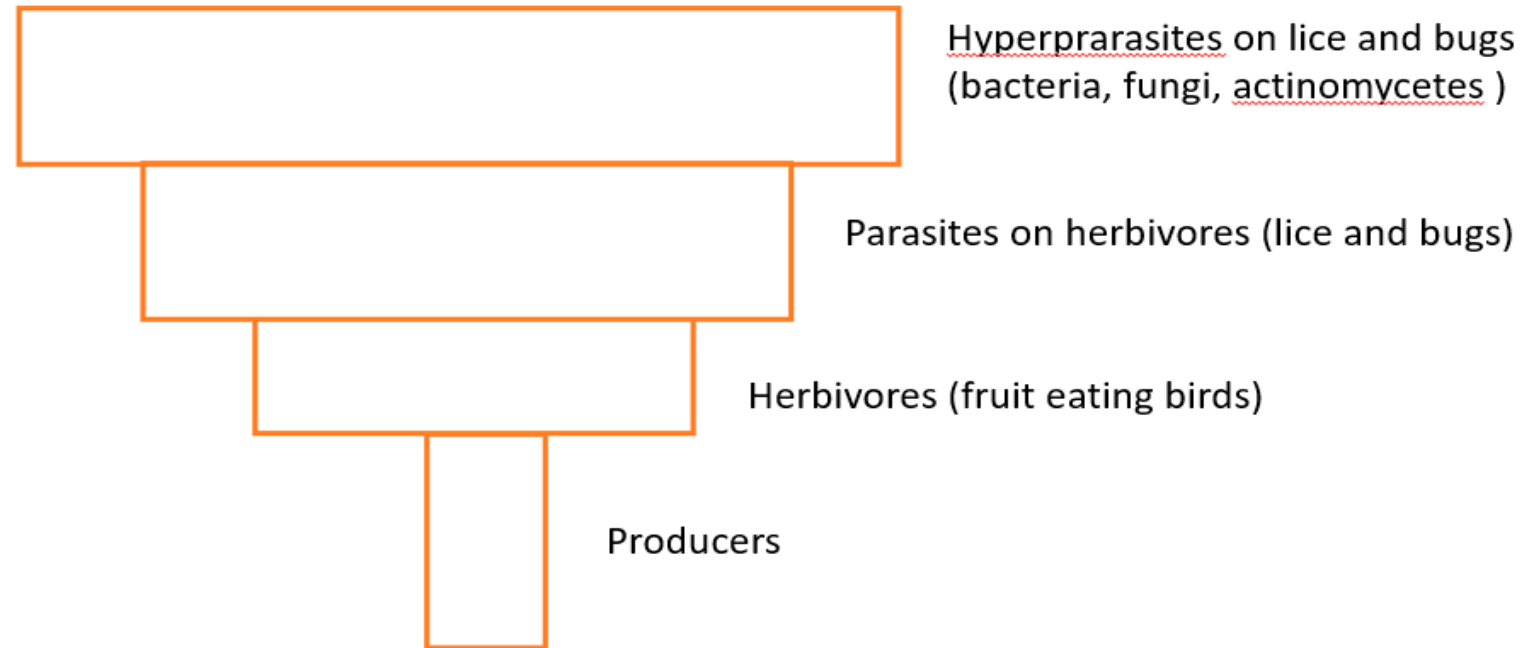 Hyperprarasites on lice and bugs
(bacteria, fungi, actinomycetes )
Parasites on herbivores (lice and bugs)
Herbivores (fruit eating birds)
Producers